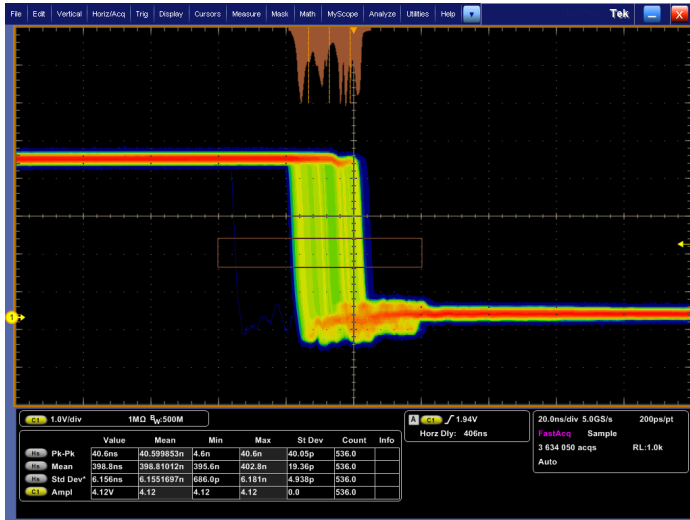 File Edit Vertical Horiz/Acq Trig Display Cursors Measure Mask Math MyScope Analyze Utilities Help Tek X
1
C1 1.0V/div 1MΩ BW:500M
A C1 1.94V
Horz Dly: 406ns
20.0ns/div 5.0GS/s 200ps/pt
FastAcq Sample
3 634 050 acqs RL:1.0k
Auto
Value Mean Min Max St Dev Count Info
Hs Pk-Pk 40.6ns 40.599853n 4.6n 40.6n 40.05p 536.0
Hs Mean 398.8ns 398.81012n 395.6n 402.8n 19.36p 536.0
Hs Std Dev* 6.156ns 6.1551697n 686.0p 6.181n 4.938p 536.0
C1 Ampl 4.12V 4.12 4.12 4.12 0.0 536.0